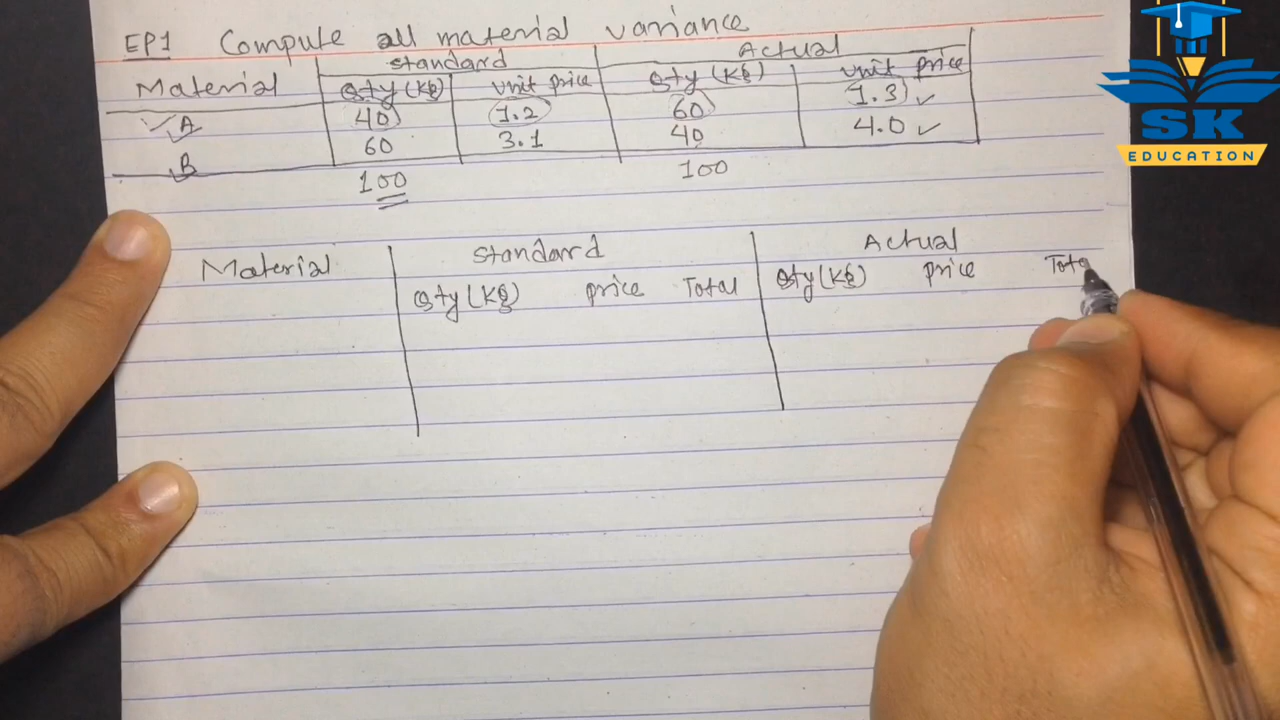 EP1 Compute all material variance
Standard Actual
Material Qty (Kg) unit price Qty (Kg) unit price
A 40 1.2 60 1.3
B 60 3.1 40 4.0
100 100
Material Standard Actual
Qty (Kg) price Total Qty (Kg) price Tota
SK
EDUCATION